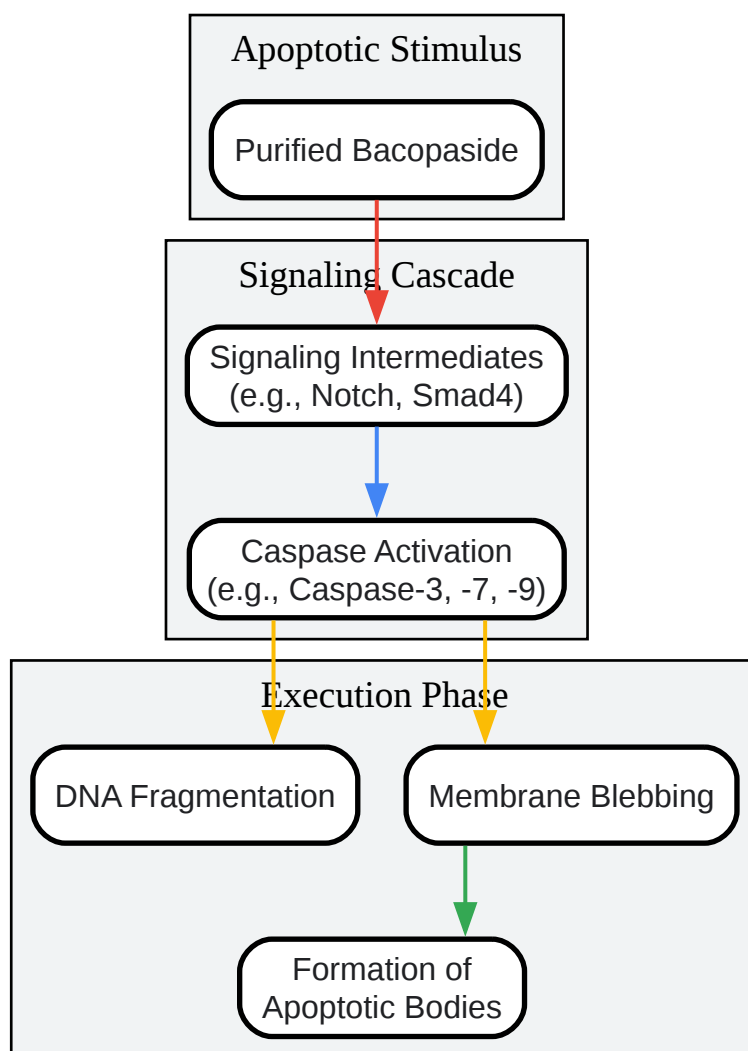 Apoptotic Stimulus
Purified Bacopaside
Signaling Cascade
Signaling Intermediates
(e.g., Notch, Smad4)
Caspase Activation
(e.g., Caspase-3, -7, -9)
Execution Phase
DNA Fragmentation
Membrane Blebbing
Formation of
Apoptotic Bodies